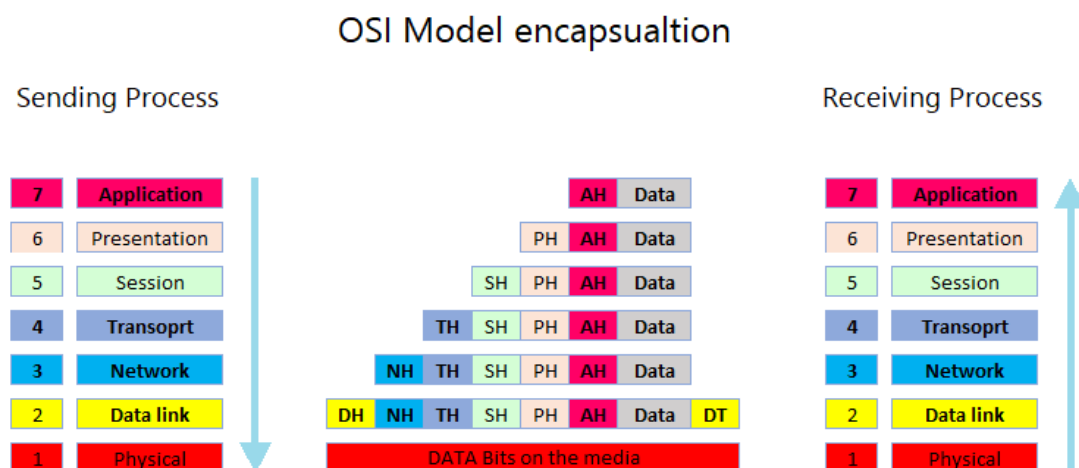 OSI Model encapsualtion
Sending Process
Receiving Process
7 Application AH Data 7 Application
6 Presentation PH AH Data 6 Presentation
5 Session SH PH AH Data 5 Session
4 Transoprt TH SH PH AH Data 4 Transoprt
3 Network NH TH SH PH AH Data 3 Network
2 Data link DH NH TH SH PH AH Data DT 2 Data link
1 Physical DATA Bits on the media 1 Physical